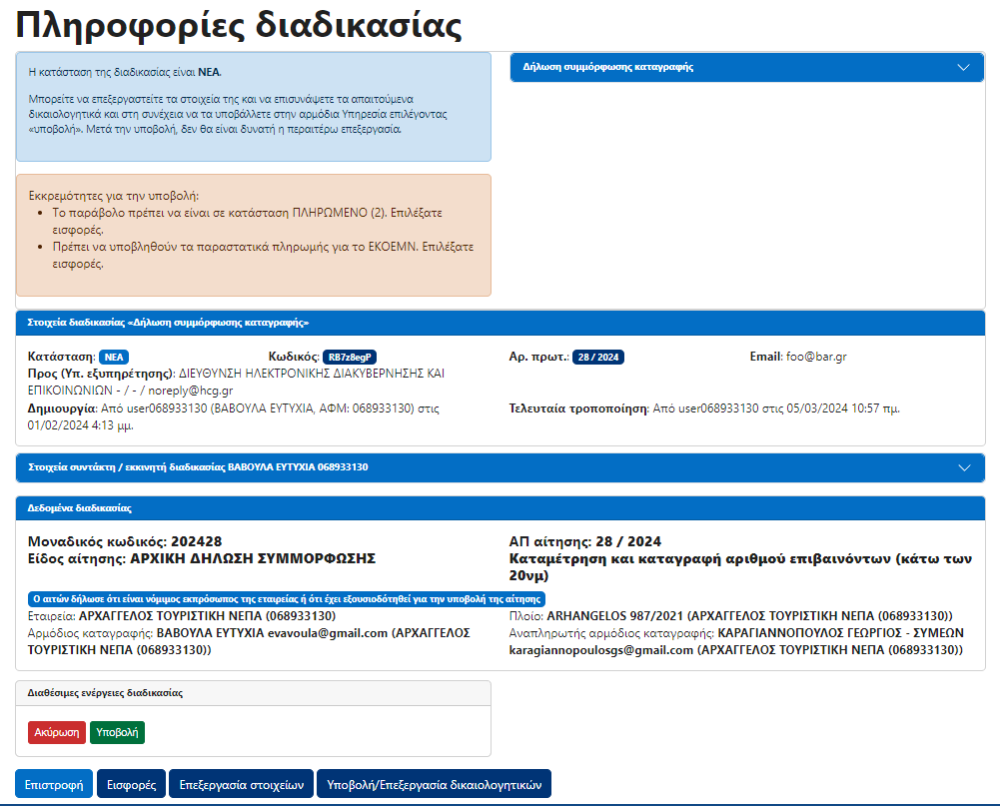 Πληροφορίες διαδικασίας
Η κατάσταση της διαδικασίας είναι ΝΕΑ.
Μπορείτε να επεξεργαστείτε τα στοιχεία της και να επισυνάψετε τα απαιτούμενα
δικαιολογητικά και στη συνέχεια να τα υποβάλλετε στην αρμόδια Υπηρεσία επιλέγοντας
«υποβολή». Μετά την υποβολή, δεν θα είναι δυνατή η περαιτέρω επεξεργασία.
Δήλωση συμμόρφωσης καταγραφής
Εκκρεμότητες για την υποβολή:
• Το παράβολο πρέπει να είναι σε κατάσταση ΠΛΗΡΩΜΕΝΟ (2). Επιλέξατε
εισφορές.
• Πρέπει να υποβληθούν τα παραστατικά πληρωμής για το ΕΚΟΕΜΝ. Επιλέξατε
εισφορές.
Στοιχεία διαδικασίας «Δήλωση συμμόρφωσης καταγραφής»
Κατάσταση: ΝΕΑ Κωδικός: RB7z8egP Αρ. πρωτ.: 28 / 2024 Email: foo@bar.gr
Προς (Υπ. εξυπηρέτησης): ΔΙΕΥΘΥΝΣΗ ΗΛΕΚΤΡΟΝΙΚΗΣ ΔΙΑΚΥΒΕΡΝΗΣΗΣ ΚΑΙ
ΕΠΙΚΟΙΝΩΝΙΩΝ - / - / noreply@hcg.gr
Δημιουργία: Από user068933130 (ΒΑΒΟΥΛΑ ΕΥΤΥΧΙΑ, ΑΦΜ: 068933130) στις
01/02/2024 4:13 μμ.
Τελευταία τροποποίηση: Από user068933130 στις 05/03/2024 10:57 πμ.
Στοιχεία συντάκτη / εκκινητή διαδικασίας ΒΑΒΟΥΛΑ ΕΥΤΥΧΙΑ 068933130
Δεδομένα διαδικασίας
Μοναδικός κωδικός: 202428
Είδος αίτησης: ΑΡΧΙΚΗ ΔΗΛΩΣΗ ΣΥΜΜΟΡΦΩΣΗΣ
ΑΠ αίτησης: 28 / 2024
Καταμέτρηση και καταγραφή αριθμού επιβαινόντων (κάτω των
20νμ)
Ο αιτών δήλωσε ότι είναι νόμιμος εκπρόσωπος της εταιρείας ή ότι έχει εξουσιοδότηθεί για την υποβολή της αίτησης
Εταιρεία: ΑΡΧΑΓΓΕΛΟΣ ΤΟΥΡΙΣΤΙΚΗ ΝΕΠΑ (068933130)
Αρμόδιος καταγραφής: ΒΑΒΟΥΛΑ ΕΥΤΥΧΙΑ evavoula@gmail.com (ΑΡΧΑΓΓΕΛΟΣ
ΤΟΥΡΙΣΤΙΚΗ ΝΕΠΑ (068933130))
Πλοίο: ARHANGELOS 987/2021 (ΑΡΧΑΓΓΕΛΟΣ ΤΟΥΡΙΣΤΙΚΗ ΝΕΠΑ (068933130))
Αναπληρωτής αρμόδιος καταγραφής: ΚΑΡΑΓΙΑΝΝΟΠΟΥΛΟΣ ΓΕΩΡΓΙΟΣ - ΣΥΜΕΩΝ
karagiannopoulosgs@gmail.com (ΑΡΧΑΓΓΕΛΟΣ ΤΟΥΡΙΣΤΙΚΗ ΝΕΠΑ (068933130))
Διαθέσιμες ενέργειες διαδικασίας
Ακύρωση Υποβολή
Επιστροφή Εισφορές Επεξεργασία στοιχείων Υποβολή/Επεξεργασία δικαιολογητικών